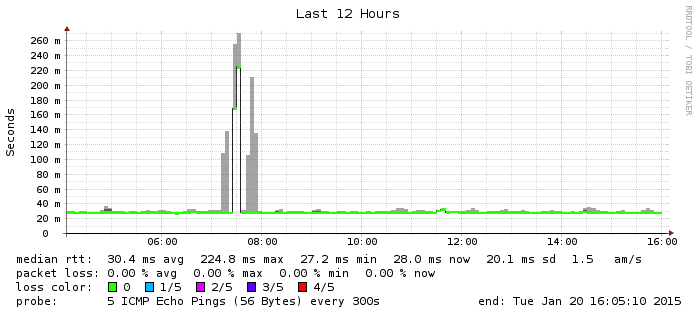 Last 12 Hours
RRDTOOL / TOBI OETIKER
Seconds
260 m
240 m
220 m
200 m
180 m
160 m
140 m
120 m
100 m
80 m
60 m
40 m
20 m
0
06:00 08:00 10:00 12:00 14:00 16:00
median rtt: 30.4 ms avg 224.8 ms max 27.2 ms min 28.0 ms now 20.1 ms sd 1.5 am/s
packet loss: 0.00 % avg 0.00 % max 0.00 % min 0.00 % now
loss color: 0 1/5 2/5 3/5 4/5
probe: 5 ICMP Echo Pings (56 Bytes) every 300s end: Tue Jan 20 16:05:10 2015